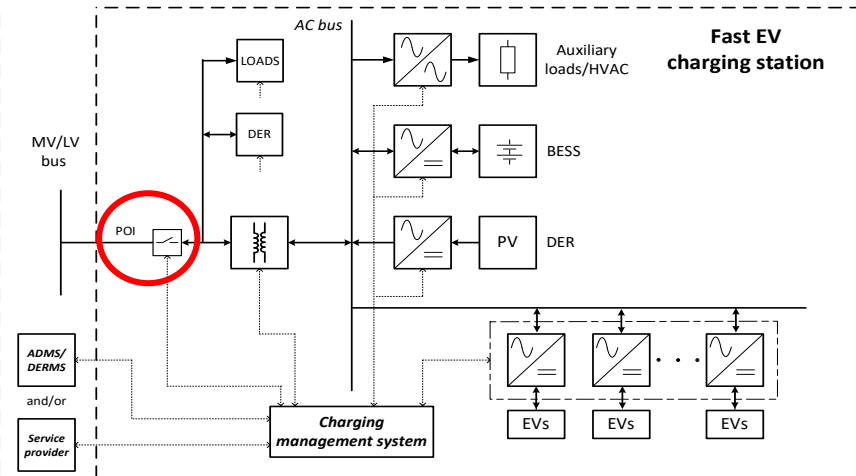 AC bus
Fast EV
charging station
LOADS
Auxiliary
loads/HVAC
DER
MV/LV
bus
BESS
POI
PV
DER
ADMS/
DERMS
and/or
Service
provider
Charging
management system
EVs
EVs
EVs